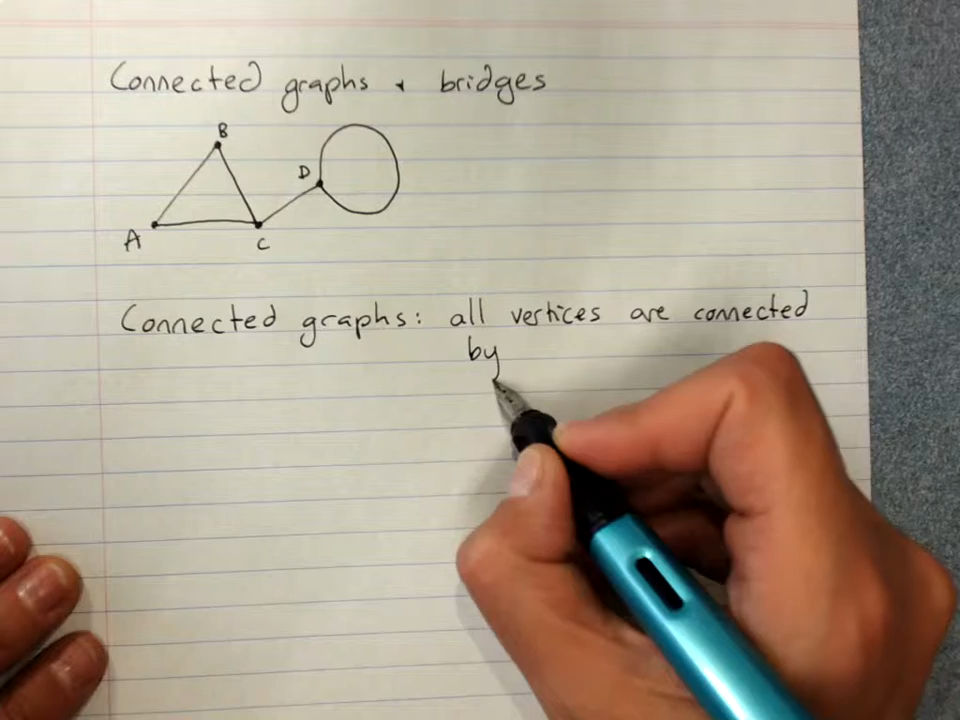 Connected graphs + bridges
B
D
A
C
Connected graphs: all vertices are connected
by